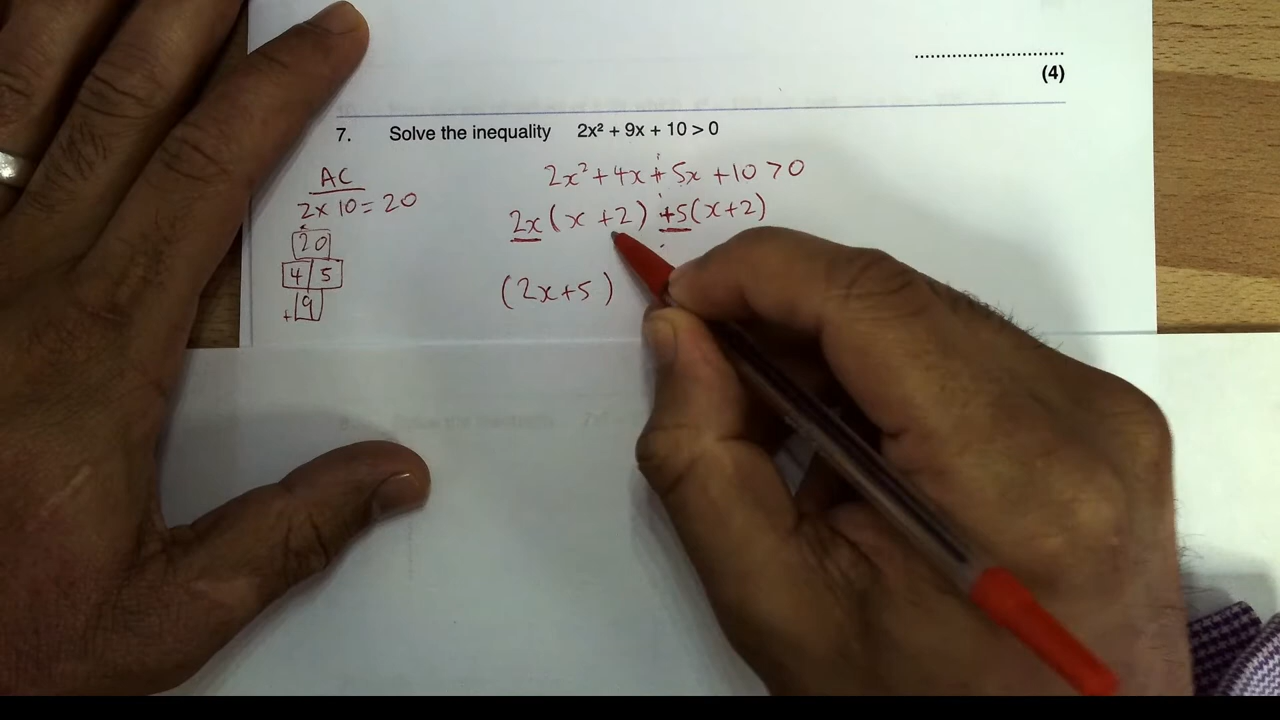 (4)
7. Solve the inequality 2x² + 9x + 10 > 0
AC
2 x 10 = 20
20
4 5
+ 9
2x² + 4x + 5x + 10 > 0
2x (x + 2) + 5(x + 2)
(2x + 5)